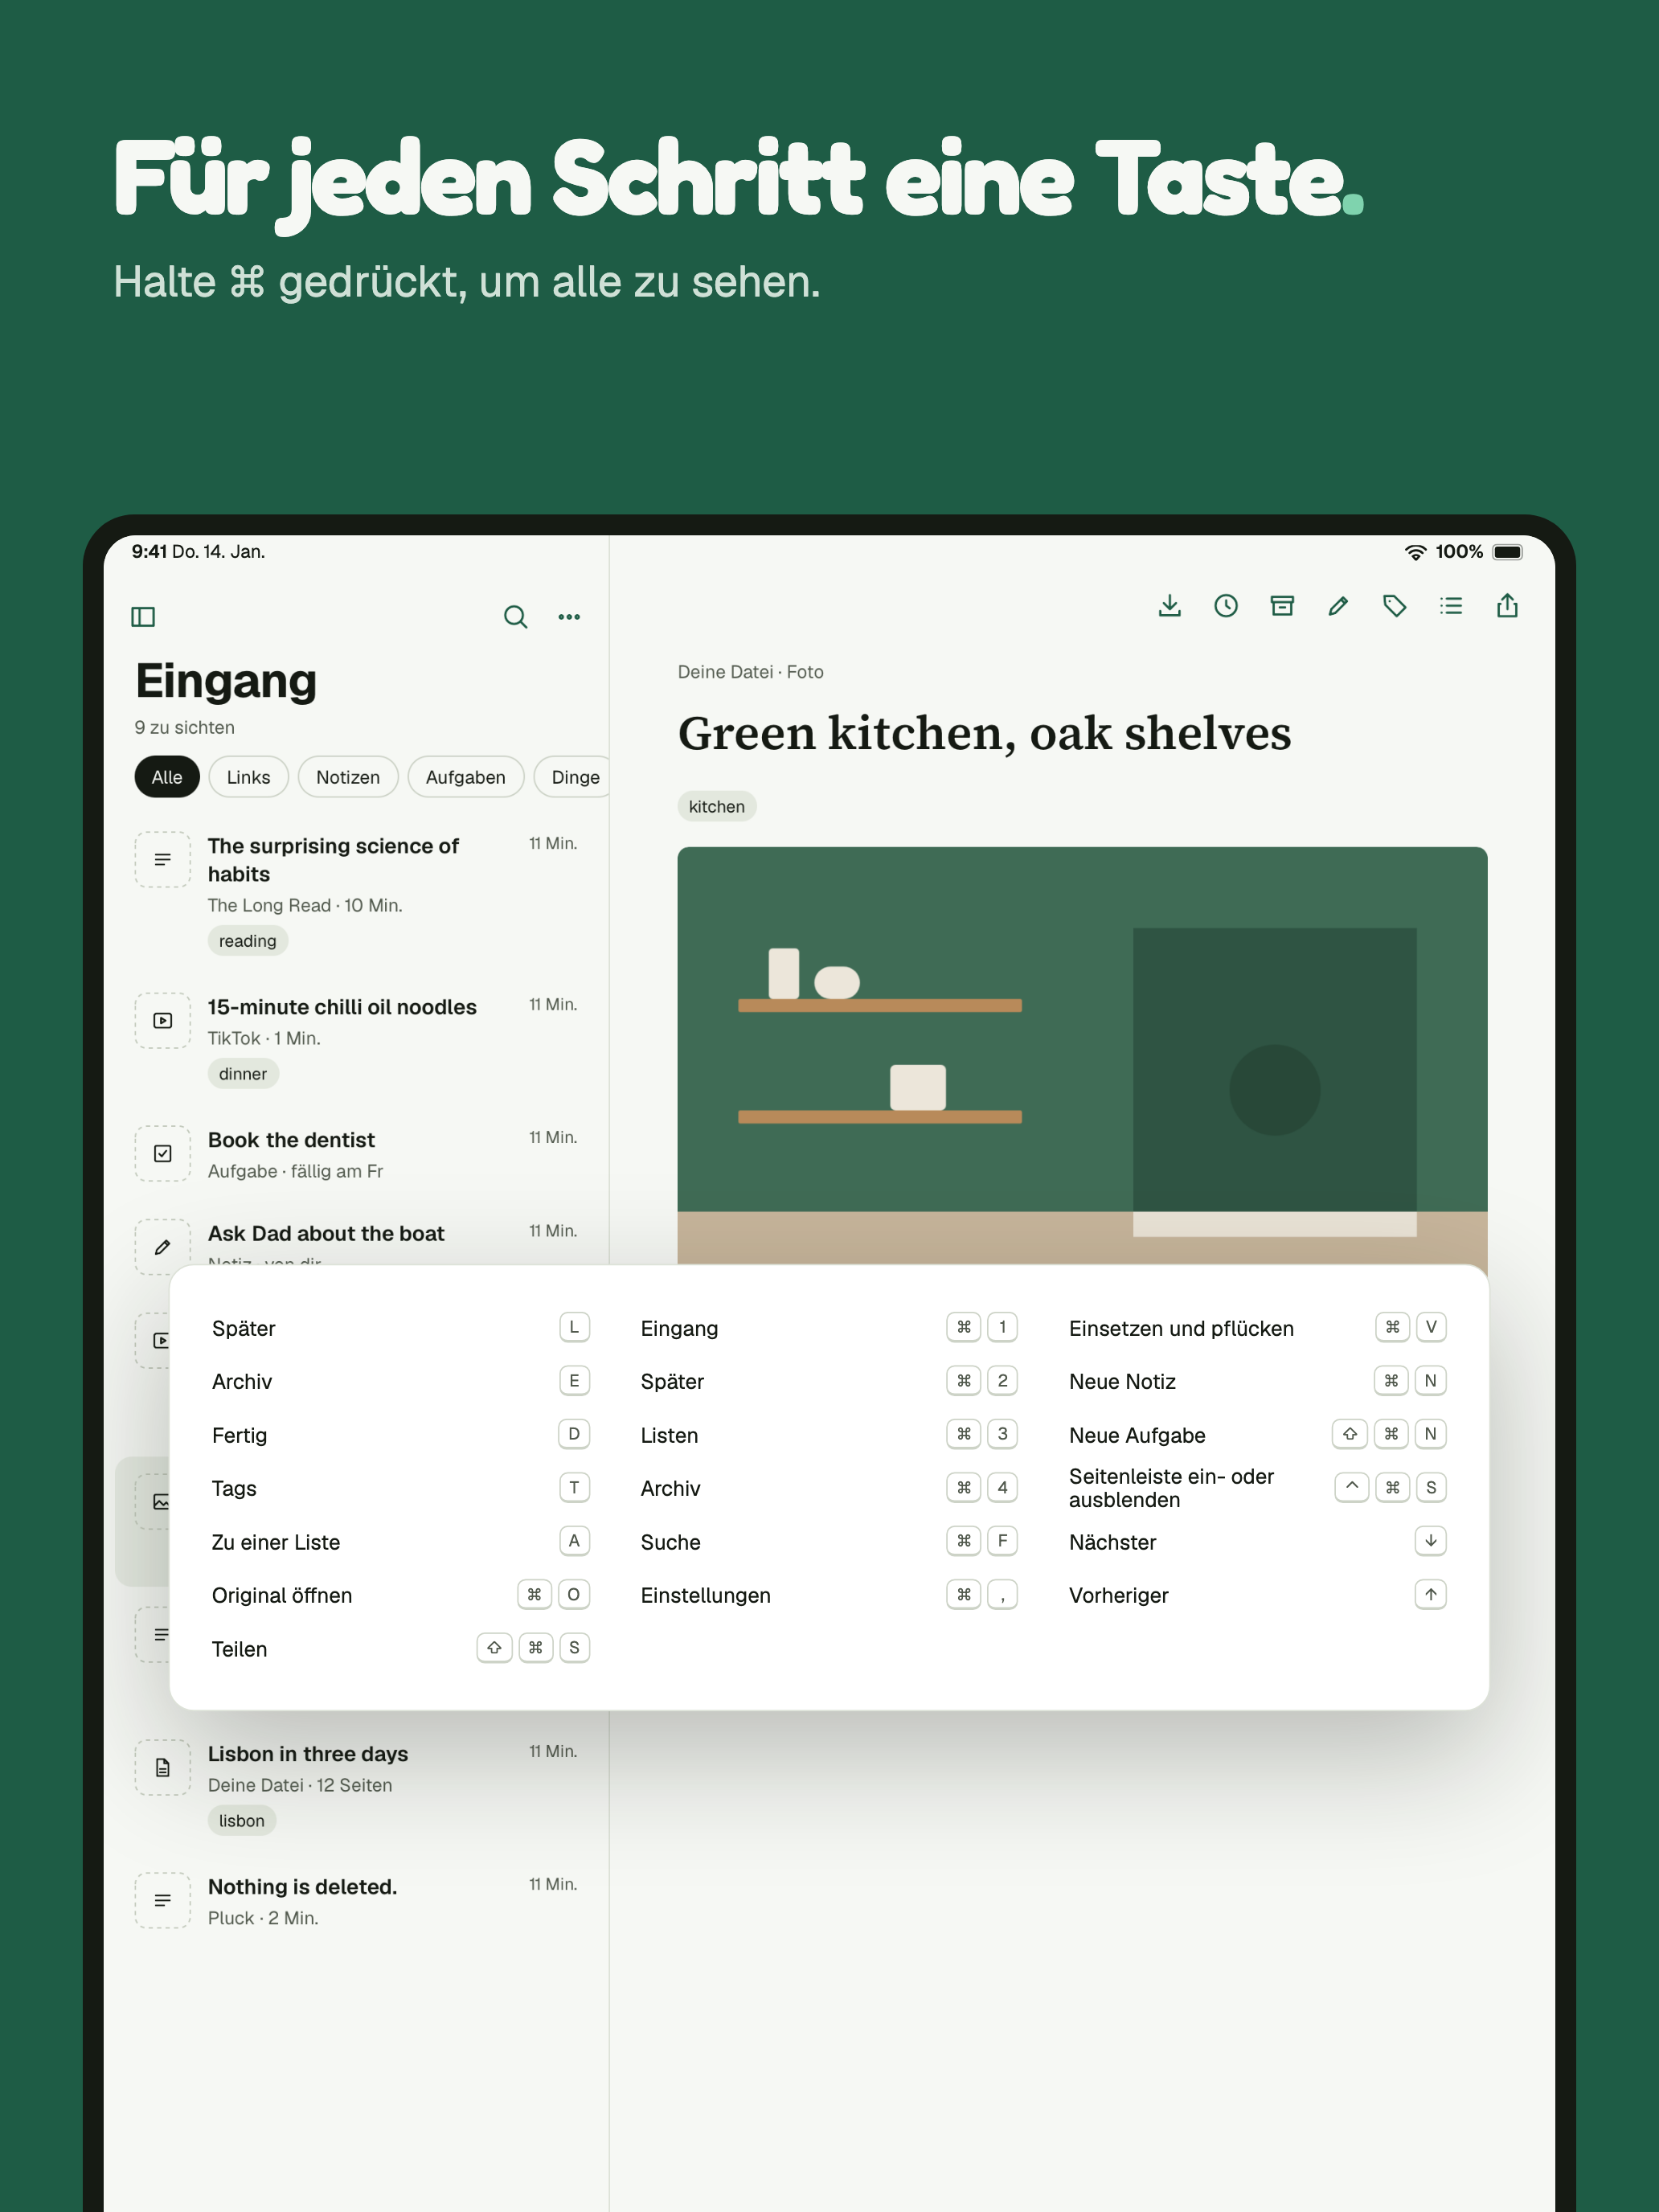 Für jeden Schritt eine Taste.
Halte ⌘ gedrückt, um alle zu sehen.
9:41 Do. 14. Jan.
100%
Eingang
9 zu sichten
Alle Links Notizen Aufgaben Dinge
The surprising science of
habits
11 Min.
The Long Read · 10 Min.
reading
15-minute chilli oil noodles
11 Min.
TikTok · 1 Min.
dinner
Book the dentist
11 Min.
Aufgabe · fällig am Fr
Ask Dad about the boat
11 Min.
Deine Datei · Foto
Green kitchen, oak shelves
kitchen
Später L
Archiv E
Fertig D
Tags T
Zu einer Liste A
Original öffnen ⌘ O
Teilen ⇧ ⌘ S
Eingang ⌘ 1
Später ⌘ 2
Listen ⌘ 3
Archiv ⌘ 4
Suche ⌘ F
Einstellungen ⌘ ,
Einsetzen und pflücken ⌘ V
Neue Notiz ⌘ N
Neue Aufgabe ⇧ ⌘ N
Seitenleiste ein- oder
ausblenden ^ ⌘ S
Nächster ↓
Vorheriger ↑
Lisbon in three days
11 Min.
Deine Datei · 12 Seiten
lisbon
Nothing is deleted.
11 Min.
Pluck · 2 Min.